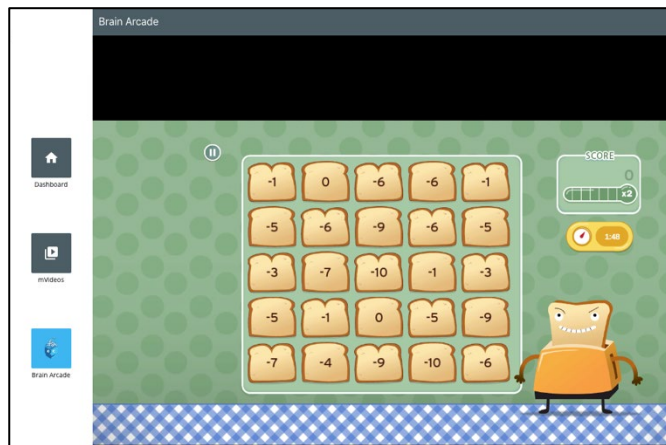 Brain Arcade
Dashboard
mVideos
Brain Arcade
-1 0 -6 -6 -1
-5 -6 -9 -6 -5
-3 -7 -10 -1 -3
-5 -1 0 -5 -9
-7 -4 -9 -10 -6
SCORE
0
x2
1:48